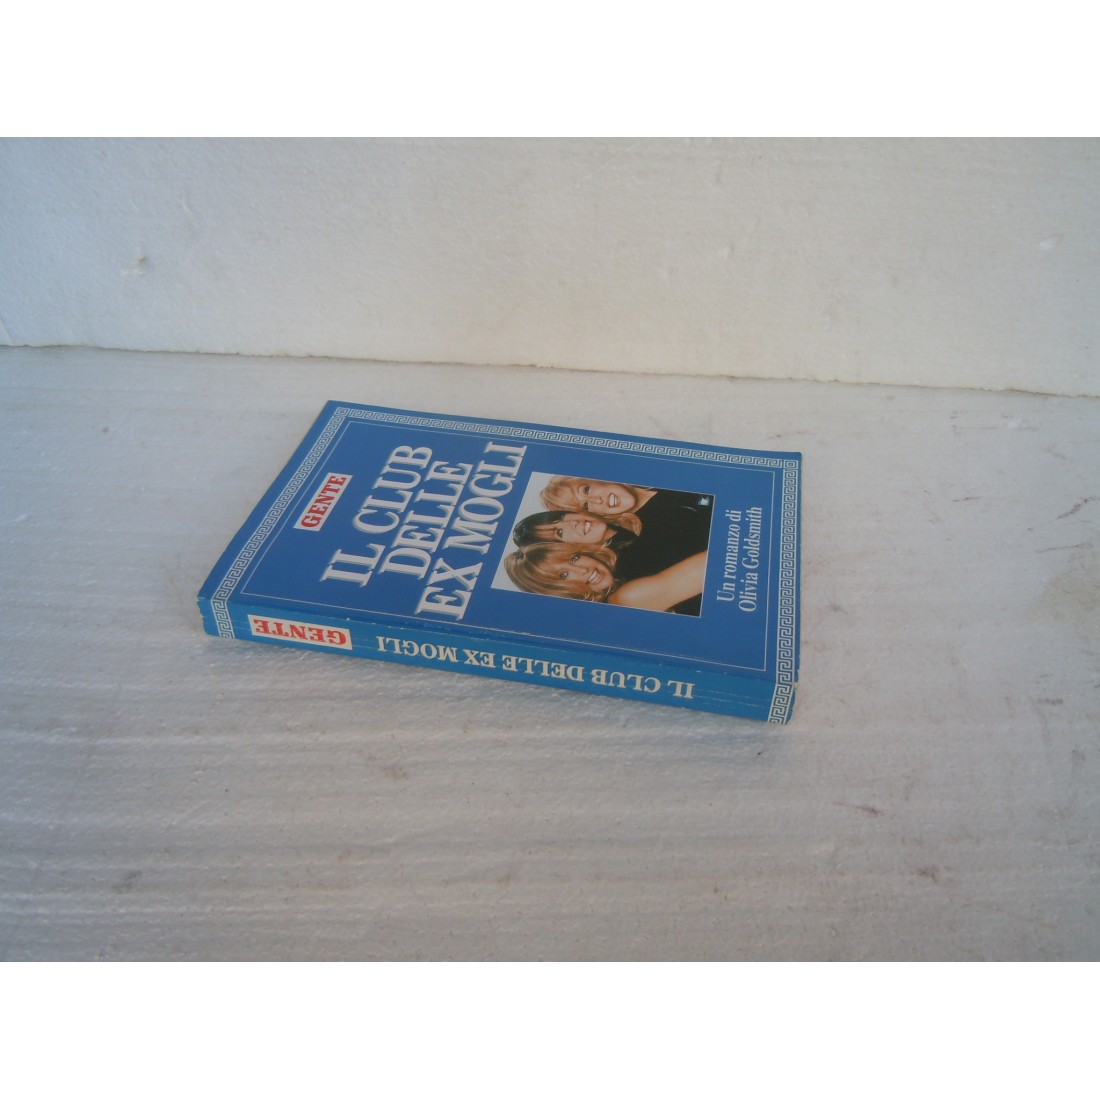 GENTE
IL CLUB
DELLE
EX MOGLI
Un romanzo di
Olivia Goldsmith
IL CLUB DELLE EX MOGLI
GENTE